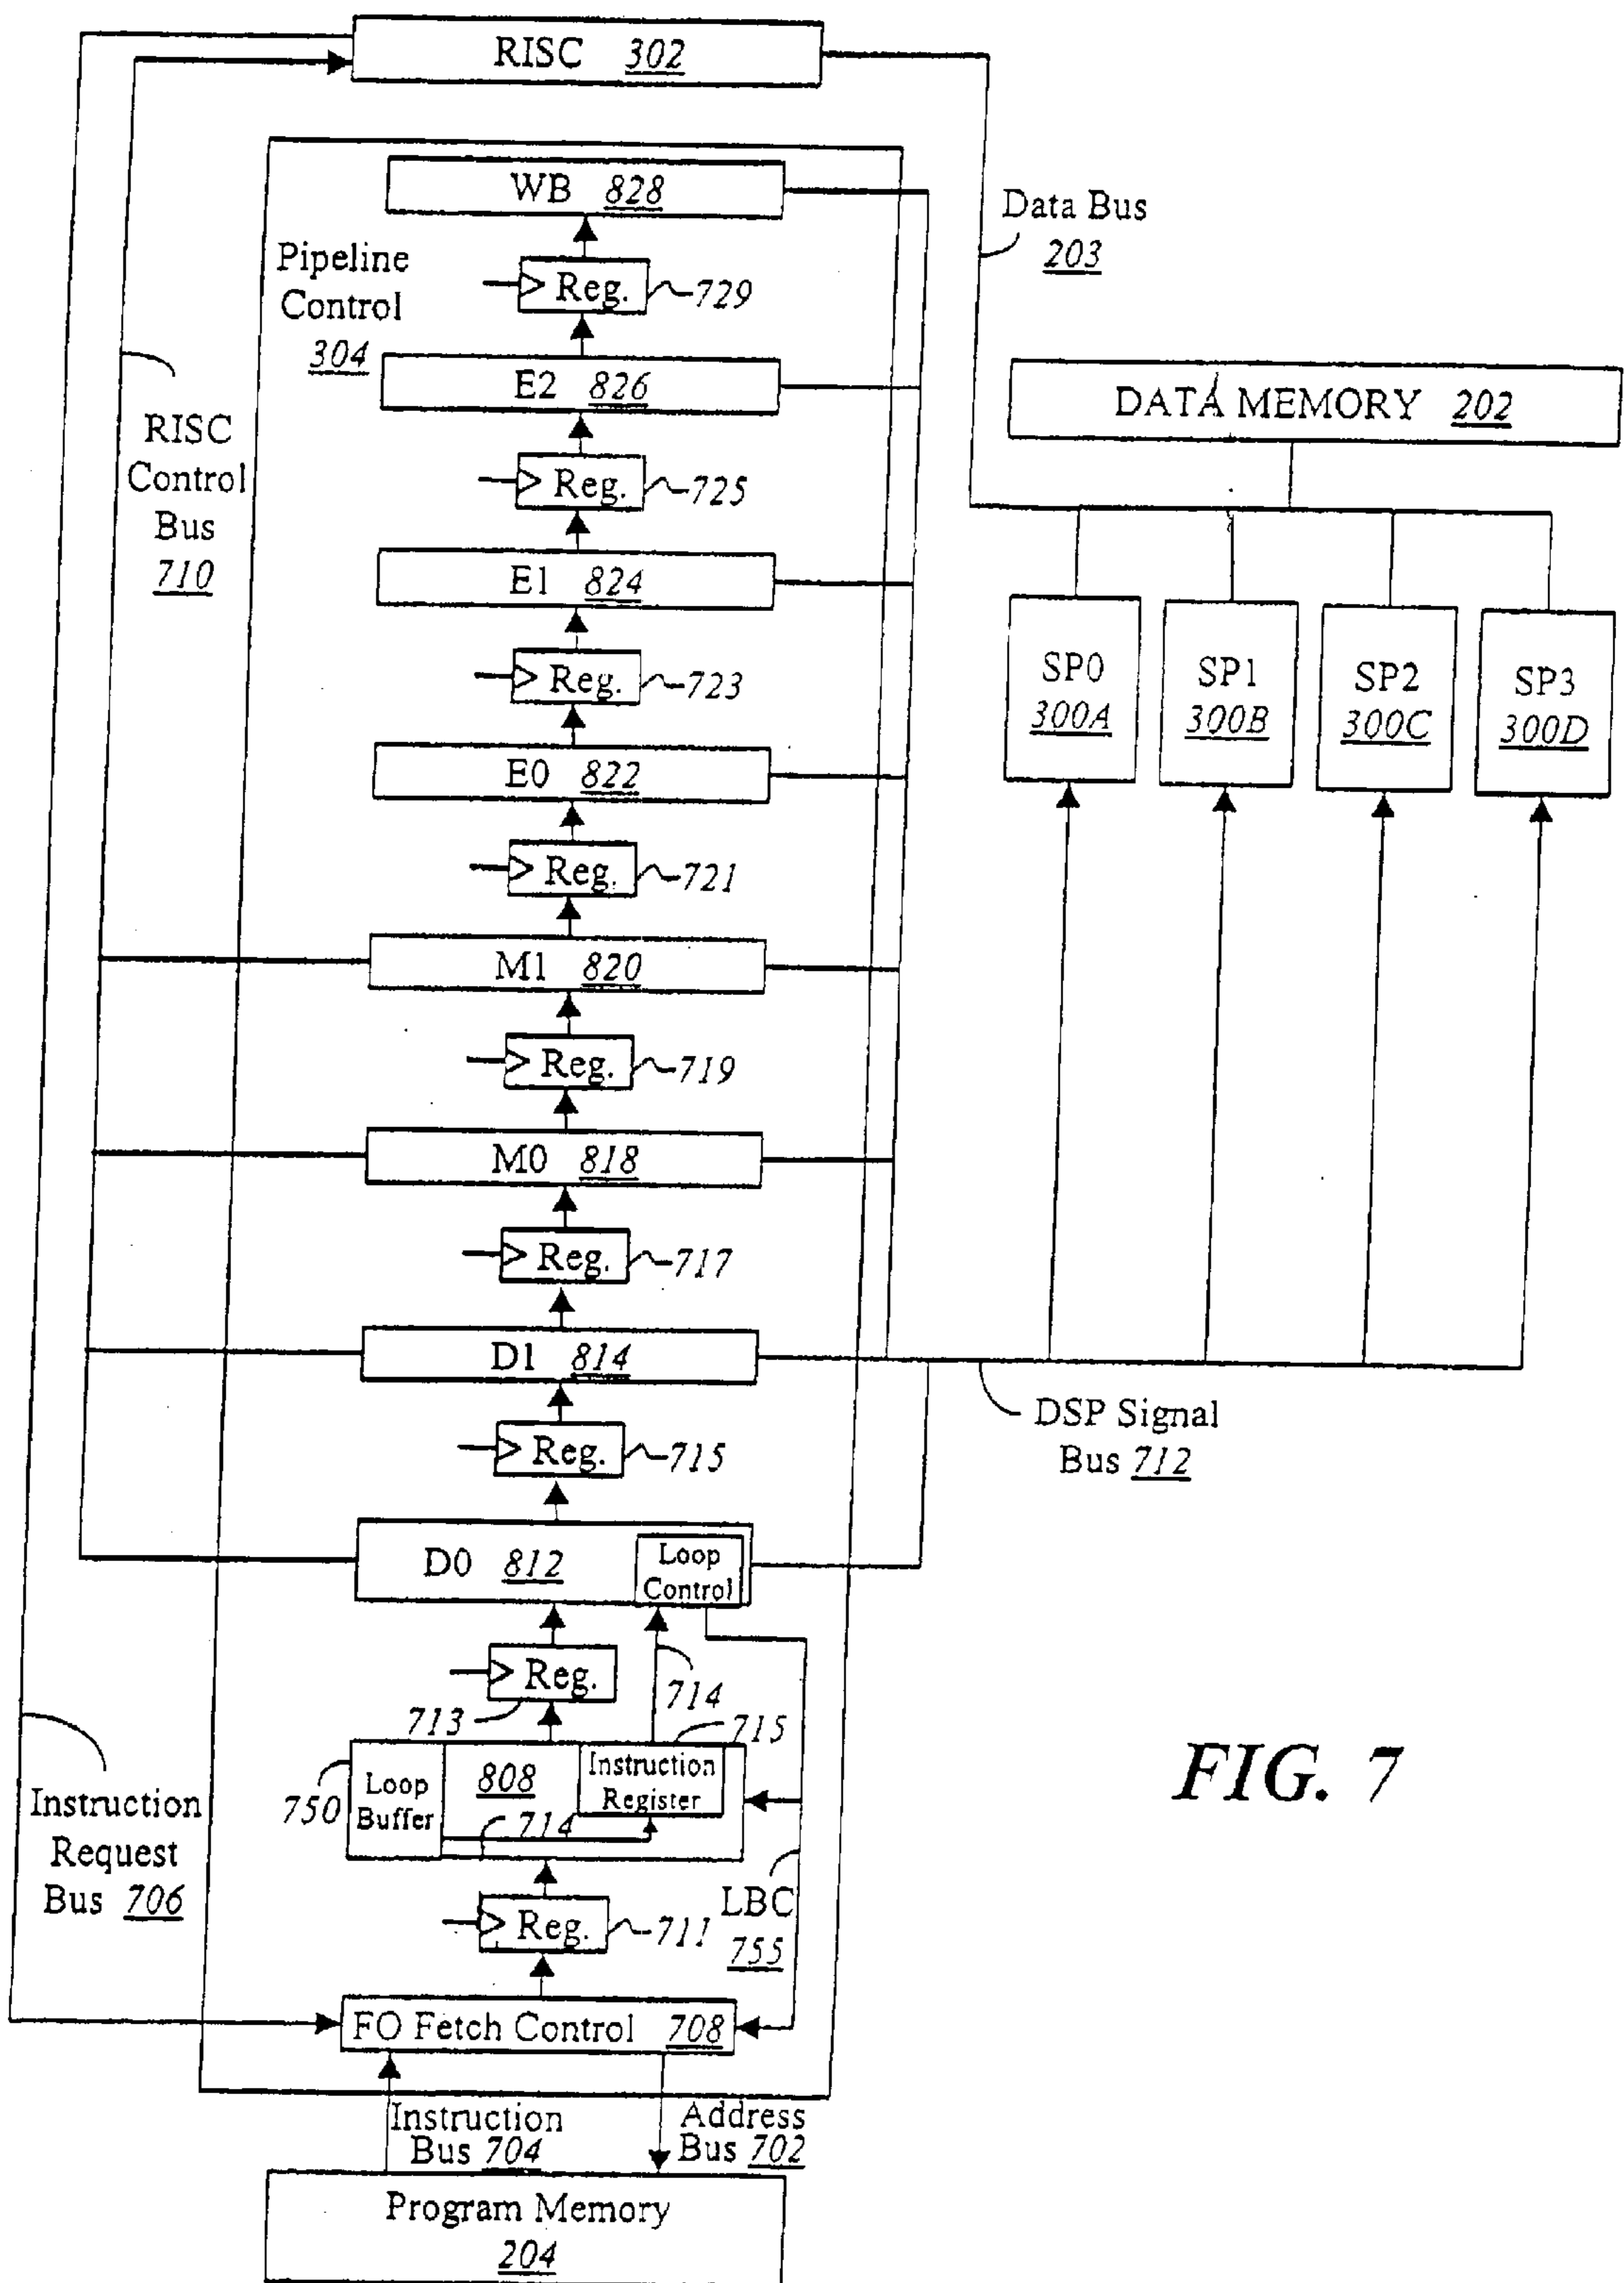 RISC 302
WB 828
Pipeline
Control
304
Reg. 729
E2 826
Reg. 725
E1 824
Reg. 723
E0 822
Reg. 721
M1 820
Reg. 719
M0 818
Reg. 717
D1 814
Reg. 715
D0 812
Loop
Control
Reg.
713
714
715
750
Loop
Buffer
808
Instruction
Register
714
Reg. 711
LBC
755
FO Fetch Control 708
Instruction
Bus 704
Address
Bus 702
Program Memory
204
RISC
Control
Bus
710
Instruction
Request
Bus 706
Data Bus
203
DATA MEMORY 202
SP0
300A
SP1
300B
SP2
300C
SP3
300D
DSP Signal
Bus 712
FIG. 7